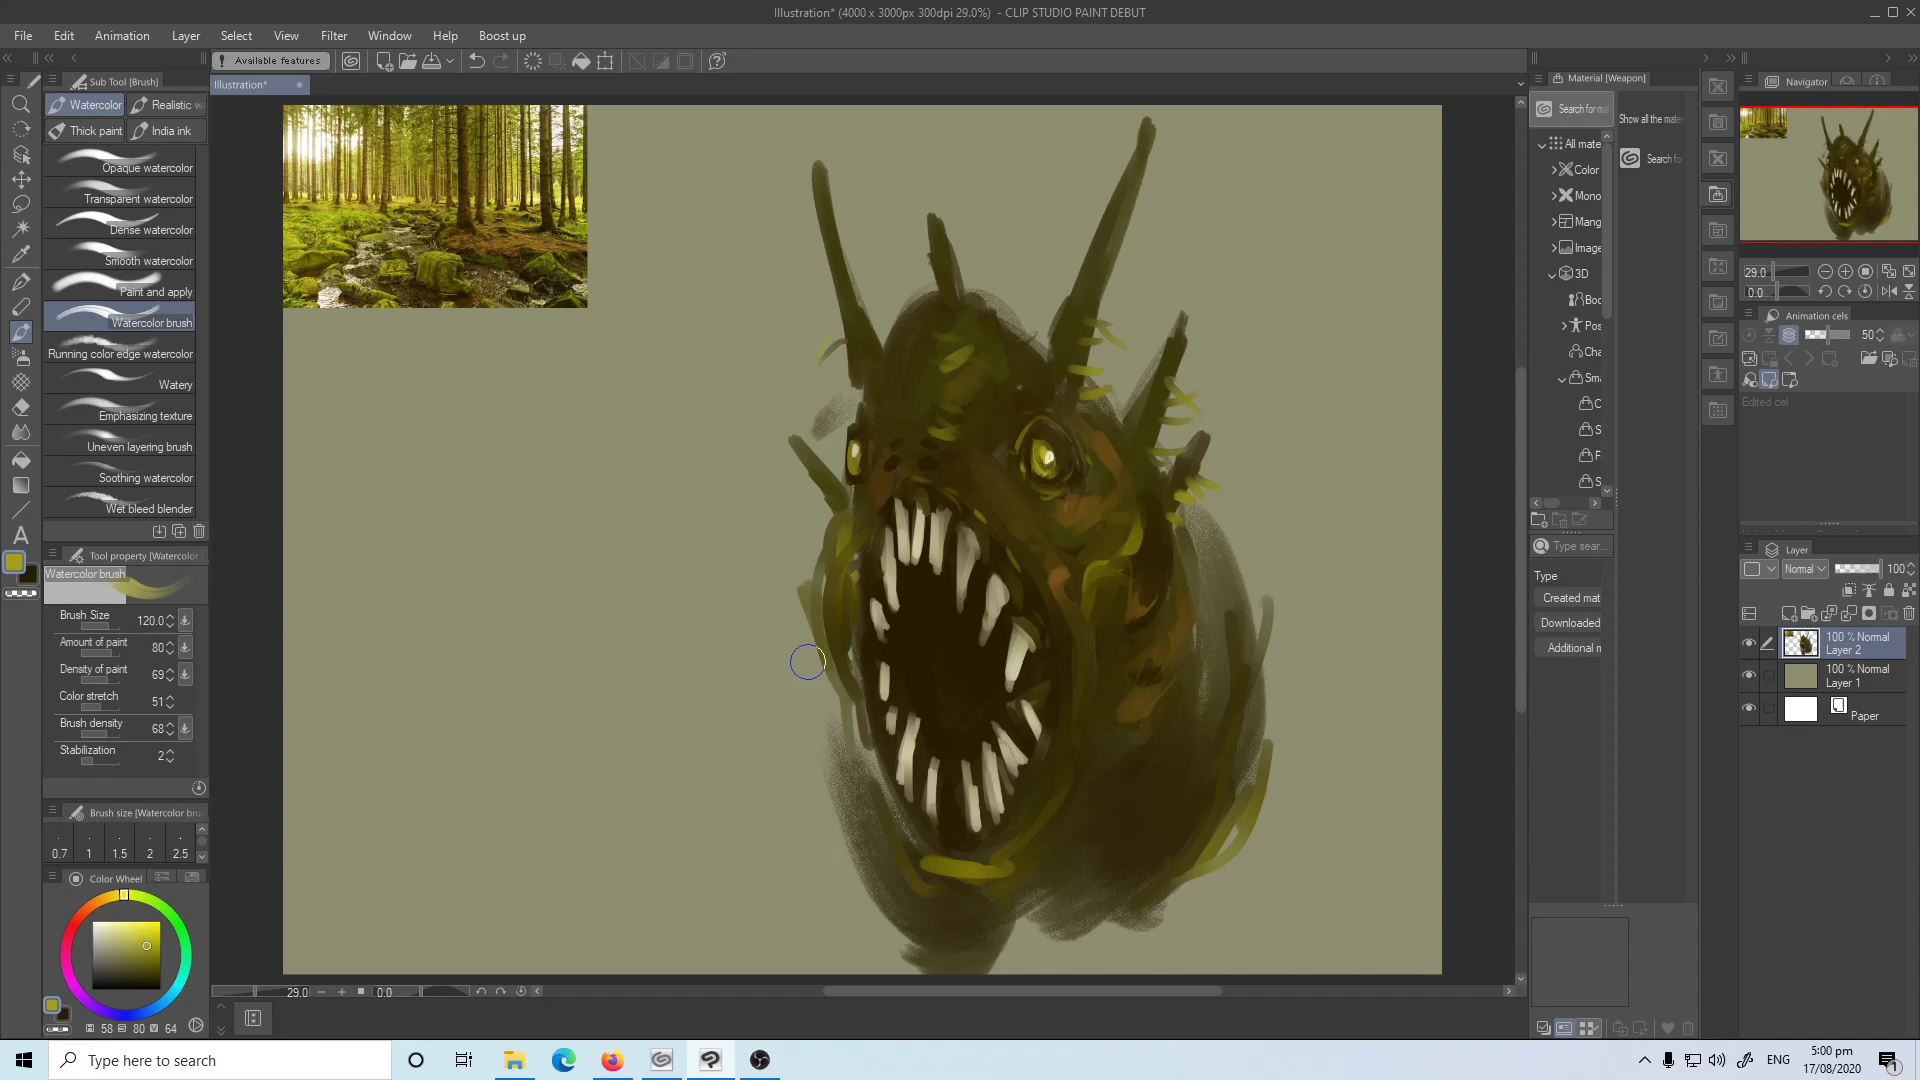 Illustration* (4000 x 3000px 300dpi 29.0%) - CLIP STUDIO PAINT DEBUT
File Edit Animation Layer Select View Filter Window Help Boost up
! Available features
Sub Tool [Brush]
Watercolor Realistic w
Thick paint India ink
Opaque watercolor
Transparent watercolor
Dense watercolor
Smooth watercolor
Paint and apply
Watercolor brush
Running color edge watercolor
Watery
Emphasizing texture
Uneven layering brush
Soothing watercolor
Wet bleed blender
Tool property [Watercolor
Watercolor brush
Brush Size 120.0
Amount of paint 80
Density of paint 69
Color stretch 51
Brush density 68
Stabilization 2
Brush size [Watercolor bru
0.7 1 1.5 2 2.5
Color Wheel
58 80 64
Illustration*
29.0 0.0
Material [Weapon]
Search for ma
Show all the mate
All mate
Search for
Color
Mono
Mang
Image
3D
Boc
Pos
Cha
Sma
C
S
F
S
Type sear...
Type
Created mat
Downloaded
Additional m
Navigator
29.0
0.0
Animation cels
50
Edited cel
Layer
Normal 100
100 % Normal
Layer 2
100 % Normal
Layer 1
Paper
Type here to search
ENG
5:00 pm
17/08/2020
1